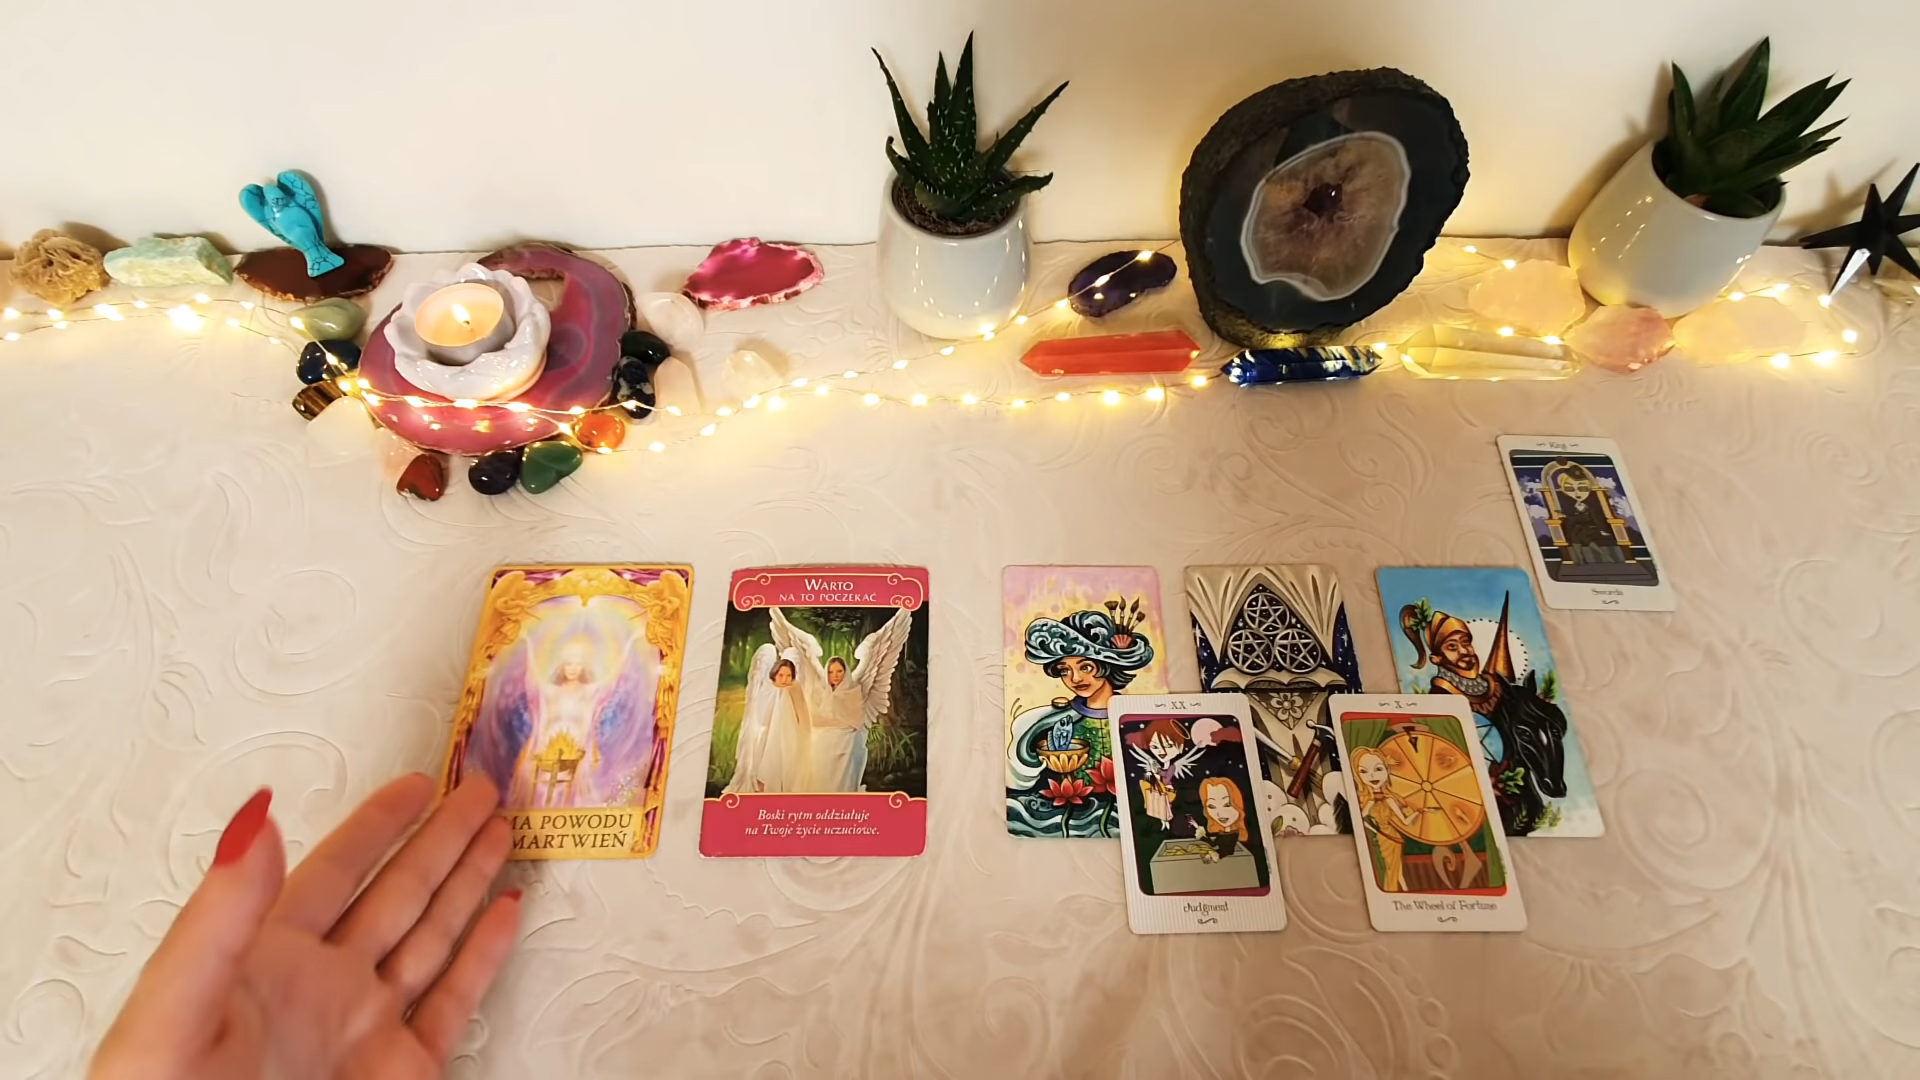 MA POWODU
MARTWIEŃ
WARTO
NA TO POCZEKAĆ
Boski rytm oddziałuje
na Twoje życie uczuciowe.
King
Swords
XX
Judgment
X
The Wheel of Fortune